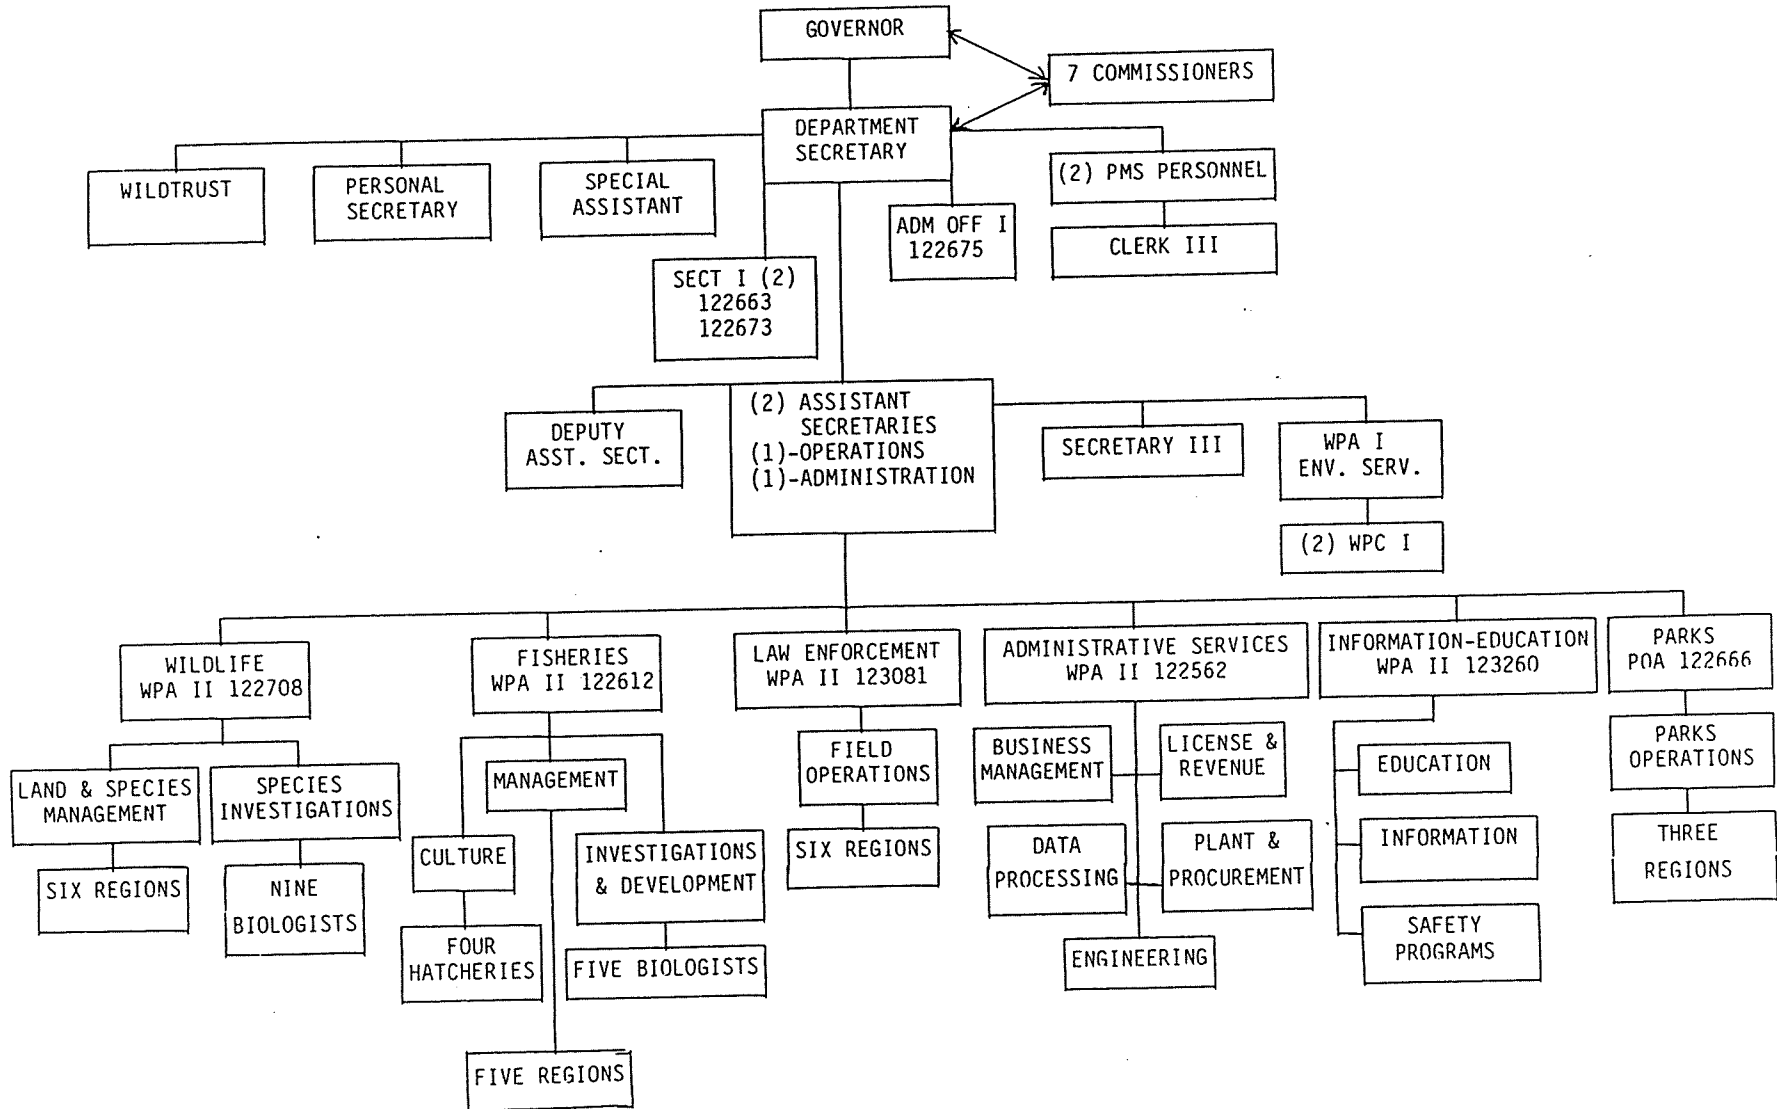 GOVERNOR
7 COMMISSIONERS
DEPARTMENT
SECRETARY
WILDTRUST
PERSONAL
SECRETARY
SPECIAL
ASSISTANT
(2) PMS PERSONNEL
CLERK III
ADM OFF I
122675
SECT I (2)
122663
122673
(2) ASSISTANT
SECRETARIES
(1)-OPERATIONS
(1)-ADMINISTRATION
DEPUTY
ASST. SECT.
SECRETARY III
WPA I
ENV. SERV.
(2) WPC I
WILDLIFE
WPA II 122708
FISHERIES
WPA II 122612
LAW ENFORCEMENT
WPA II 123081
ADMINISTRATIVE SERVICES
WPA II 122562
INFORMATION-EDUCATION
WPA II 123260
PARKS
POA 122666
LAND & SPECIES
MANAGEMENT
SIX REGIONS
SPECIES
INVESTIGATIONS
NINE
BIOLOGISTS
MANAGEMENT
CULTURE
FOUR
HATCHERIES
INVESTIGATIONS
& DEVELOPMENT
FIVE BIOLOGISTS
FIVE REGIONS
FIELD
OPERATIONS
SIX REGIONS
BUSINESS
MANAGEMENT
LICENSE &
REVENUE
DATA
PROCESSING
PLANT &
PROCUREMENT
ENGINEERING
EDUCATION
INFORMATION
SAFETY
PROGRAMS
PARKS
OPERATIONS
THREE
REGIONS